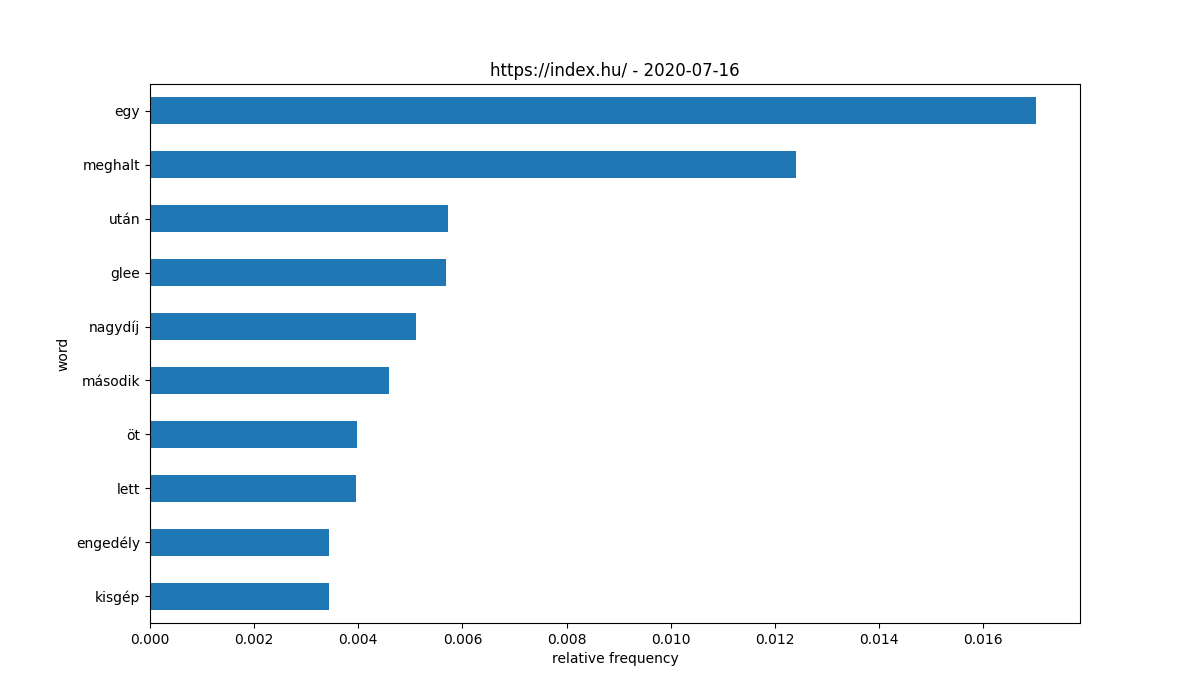 https://index.hu/ - 2020-07-16
egy
meghalt
után
glee
nagydíj
második
öt
lett
engedély
kisgép
word
0.000 0.002 0.004 0.006 0.008 0.010 0.012 0.014 0.016
relative frequency